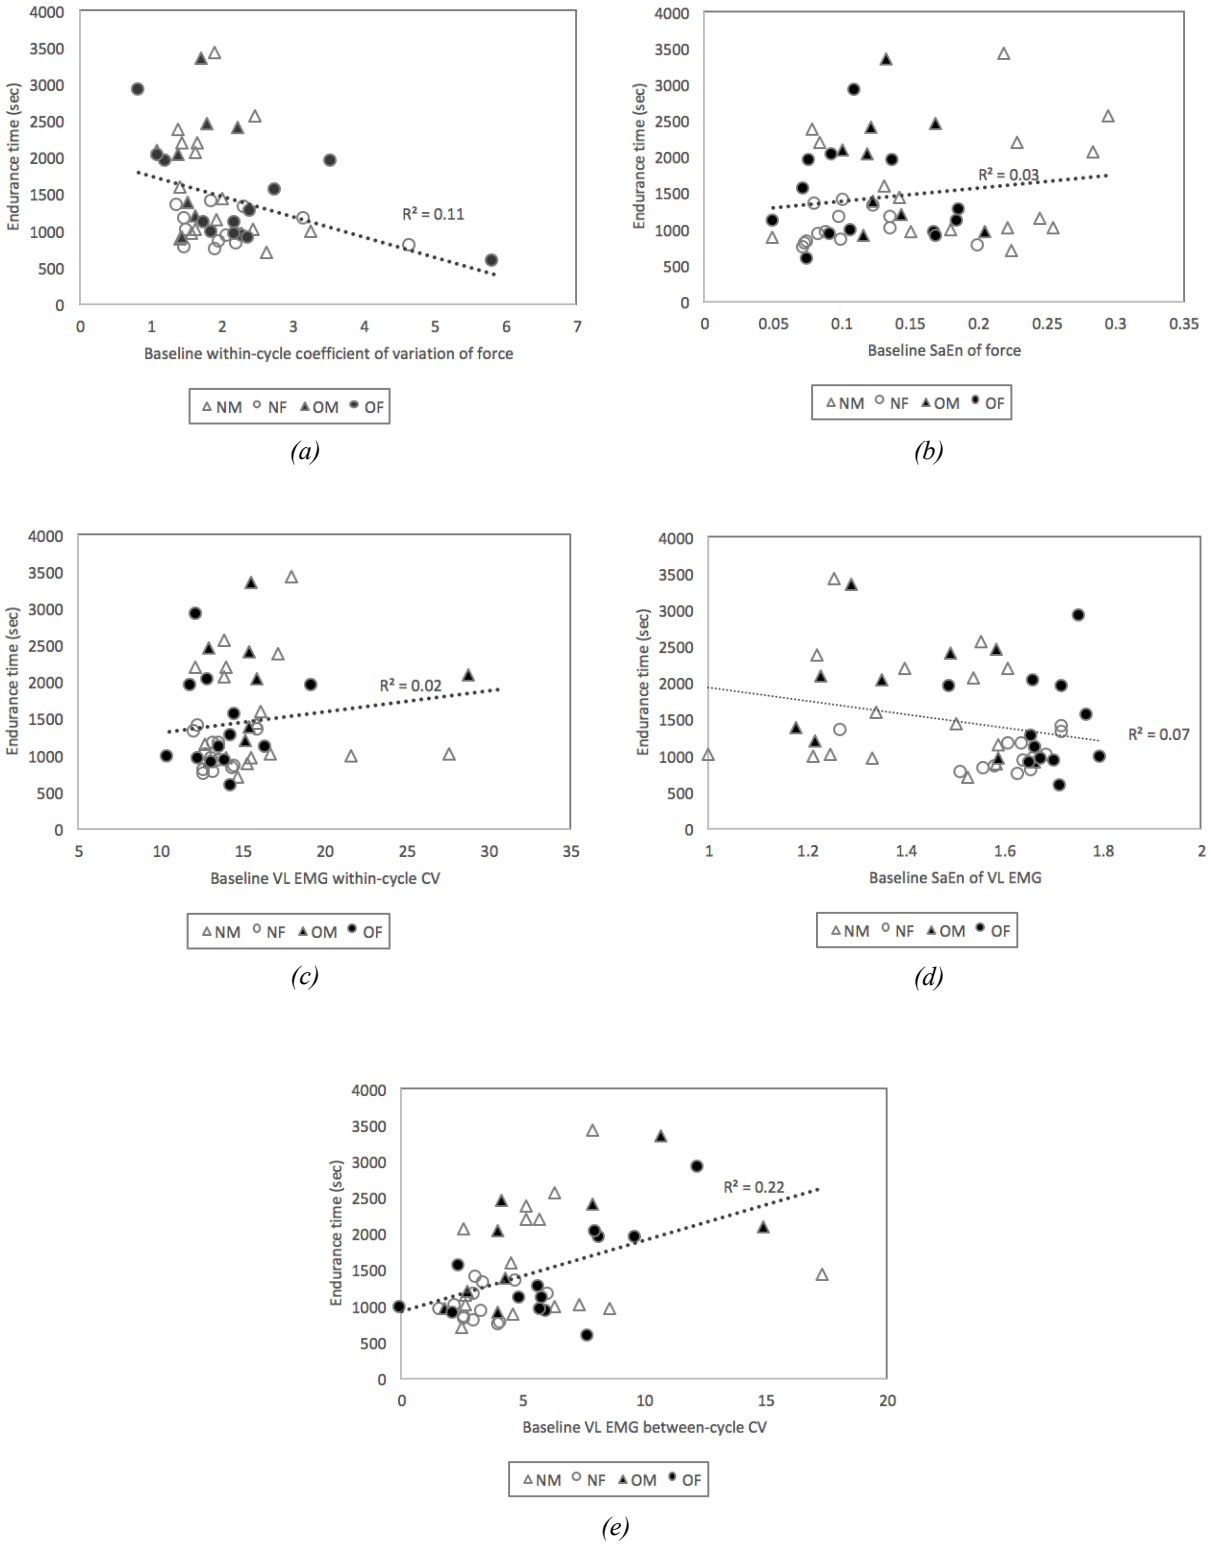 4000
3500
3000
2500
2000
1500
1000
500
0
Endurance time (sec)
R² = 0.11
0 1 2 3 4 5 6 7
Baseline within-cycle coefficient of variation of force
NM NF OM OF
(a)
4000
3500
3000
2500
2000
1500
1000
500
0
Endurance time (sec)
R² = 0.03
0 0.05 0.1 0.15 0.2 0.25 0.3 0.35
Baseline SaEn of force
NM NF OM OF
(b)
4000
3500
3000
2500
2000
1500
1000
500
0
Endurance time (sec)
R² = 0.02
5 10 15 20 25 30 35
Baseline VL EMG within-cycle CV
NM NF OM OF
(c)
4000
3500
3000
2500
2000
1500
1000
500
0
Endurance time (sec)
R² = 0.07
1 1.2 1.4 1.6 1.8 2
Baseline SaEn of VL EMG
NM NF OM OF
(d)
4000
3500
3000
2500
2000
1500
1000
500
0
Endurance time (sec)
R² = 0.22
0 5 10 15 20
Baseline VL EMG between-cycle CV
NM NF OM OF
(e)